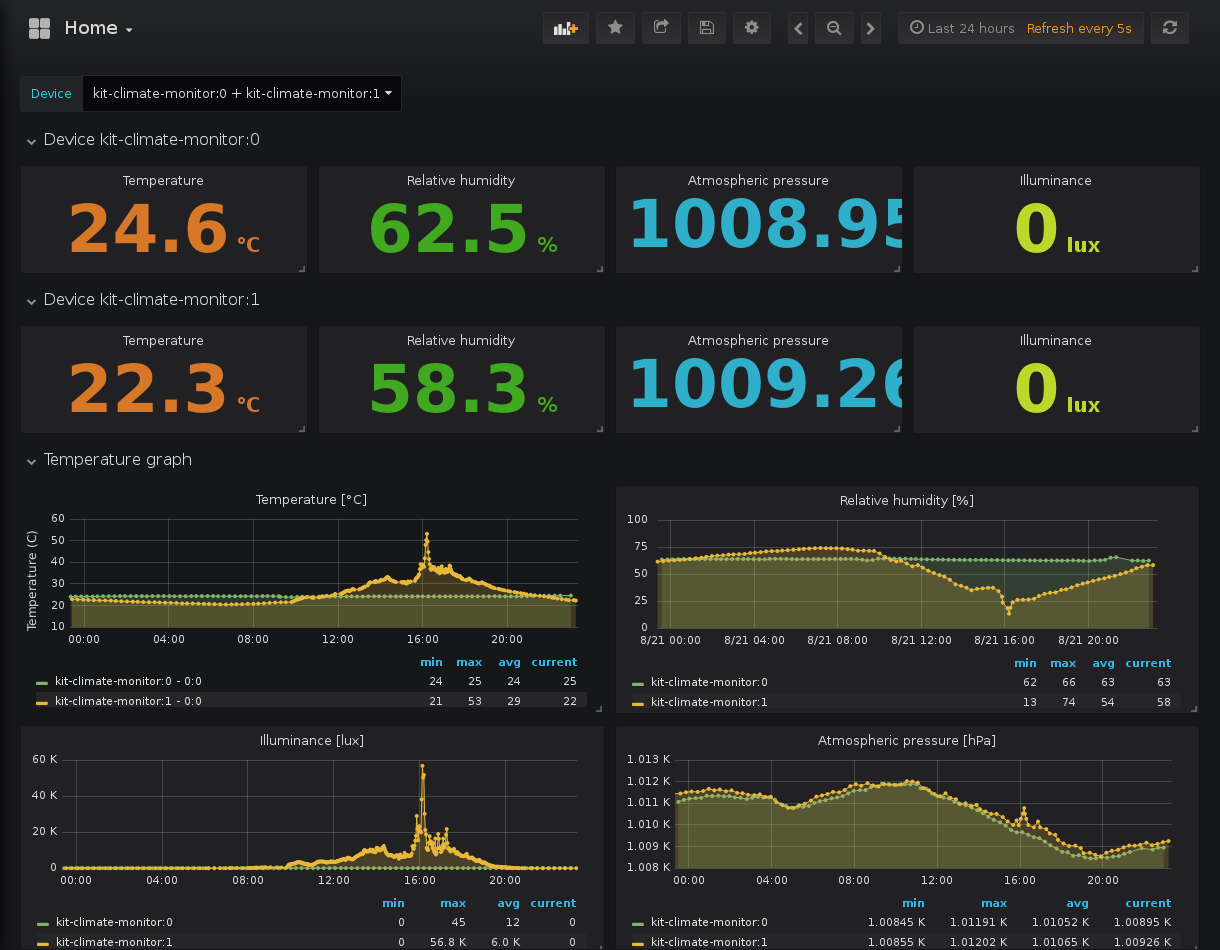 Home
Last 24 hours Refresh every 5s
Device kit-climate-monitor:0 + kit-climate-monitor:1
Device kit-climate-monitor:0
Temperature Relative humidity Atmospheric pressure Illuminance
24.6 °C 62.5 % 1008.95 0 lux
Device kit-climate-monitor:1
Temperature Relative humidity Atmospheric pressure Illuminance
22.3 °C 58.3 % 1009.26 0 lux
Temperature graph
Temperature [°C]
Temperature (C)
60
50
40
30
20
10
00:00 04:00 08:00 12:00 16:00 20:00
min max avg current
kit-climate-monitor:0 - 0:0 24 25 24 25
kit-climate-monitor:1 - 0:0 21 53 29 22
Relative humidity [%]
100
75
50
25
0
8/21 00:00 8/21 04:00 8/21 08:00 8/21 12:00 8/21 16:00 8/21 20:00
min max avg current
kit-climate-monitor:0 62 66 63 63
kit-climate-monitor:1 13 74 54 58
Illuminance [lux]
60 K
40 K
20 K
0
00:00 04:00 08:00 12:00 16:00 20:00
min max avg current
kit-climate-monitor:0 0 45 12 0
kit-climate-monitor:1 0 56.8 K 6.0 K 0
Atmospheric pressure [hPa]
1.013 K
1.012 K
1.011 K
1.010 K
1.009 K
1.008 K
00:00 04:00 08:00 12:00 16:00 20:00
min max avg current
kit-climate-monitor:0 1.00845 K 1.01191 K 1.01052 K 1.00895 K
kit-climate-monitor:1 1.00855 K 1.01202 K 1.01065 K 1.00926 K